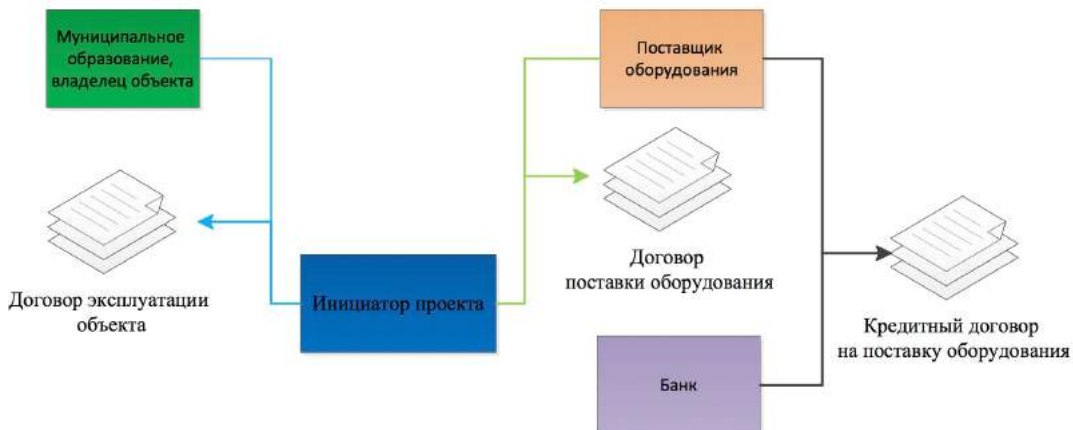 Муниципальное
образование,
владелец объекта
Поставщик
оборудования
Договор эксплуатации
объекта
Инициатор проекта
Договор
поставки оборудования
Кредитный договор
на поставку оборудования
Банк